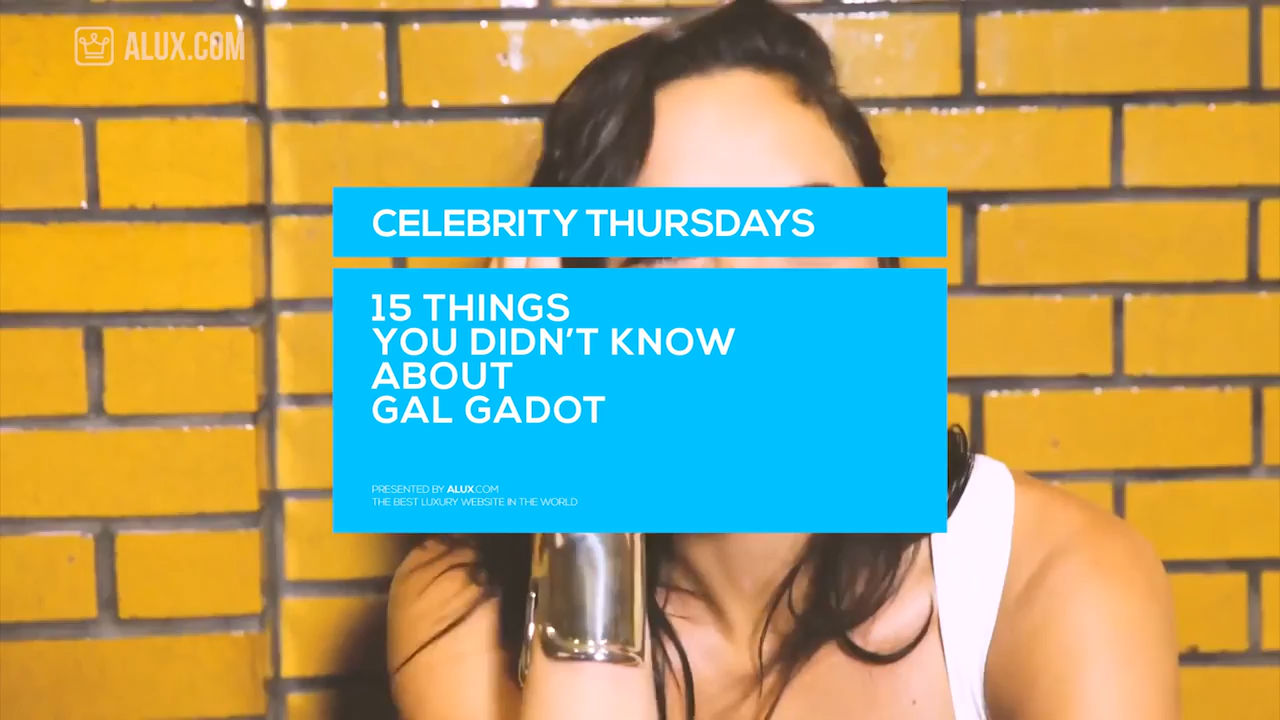 ALUX.COM
CELEBRITY THURSDAYS
15 THINGS
YOU DIDN'T KNOW
ABOUT
GAL GADOT
PRESENTED BY ALUX.COM
THE BEST LUXURY WEBSITE IN THE WORLD